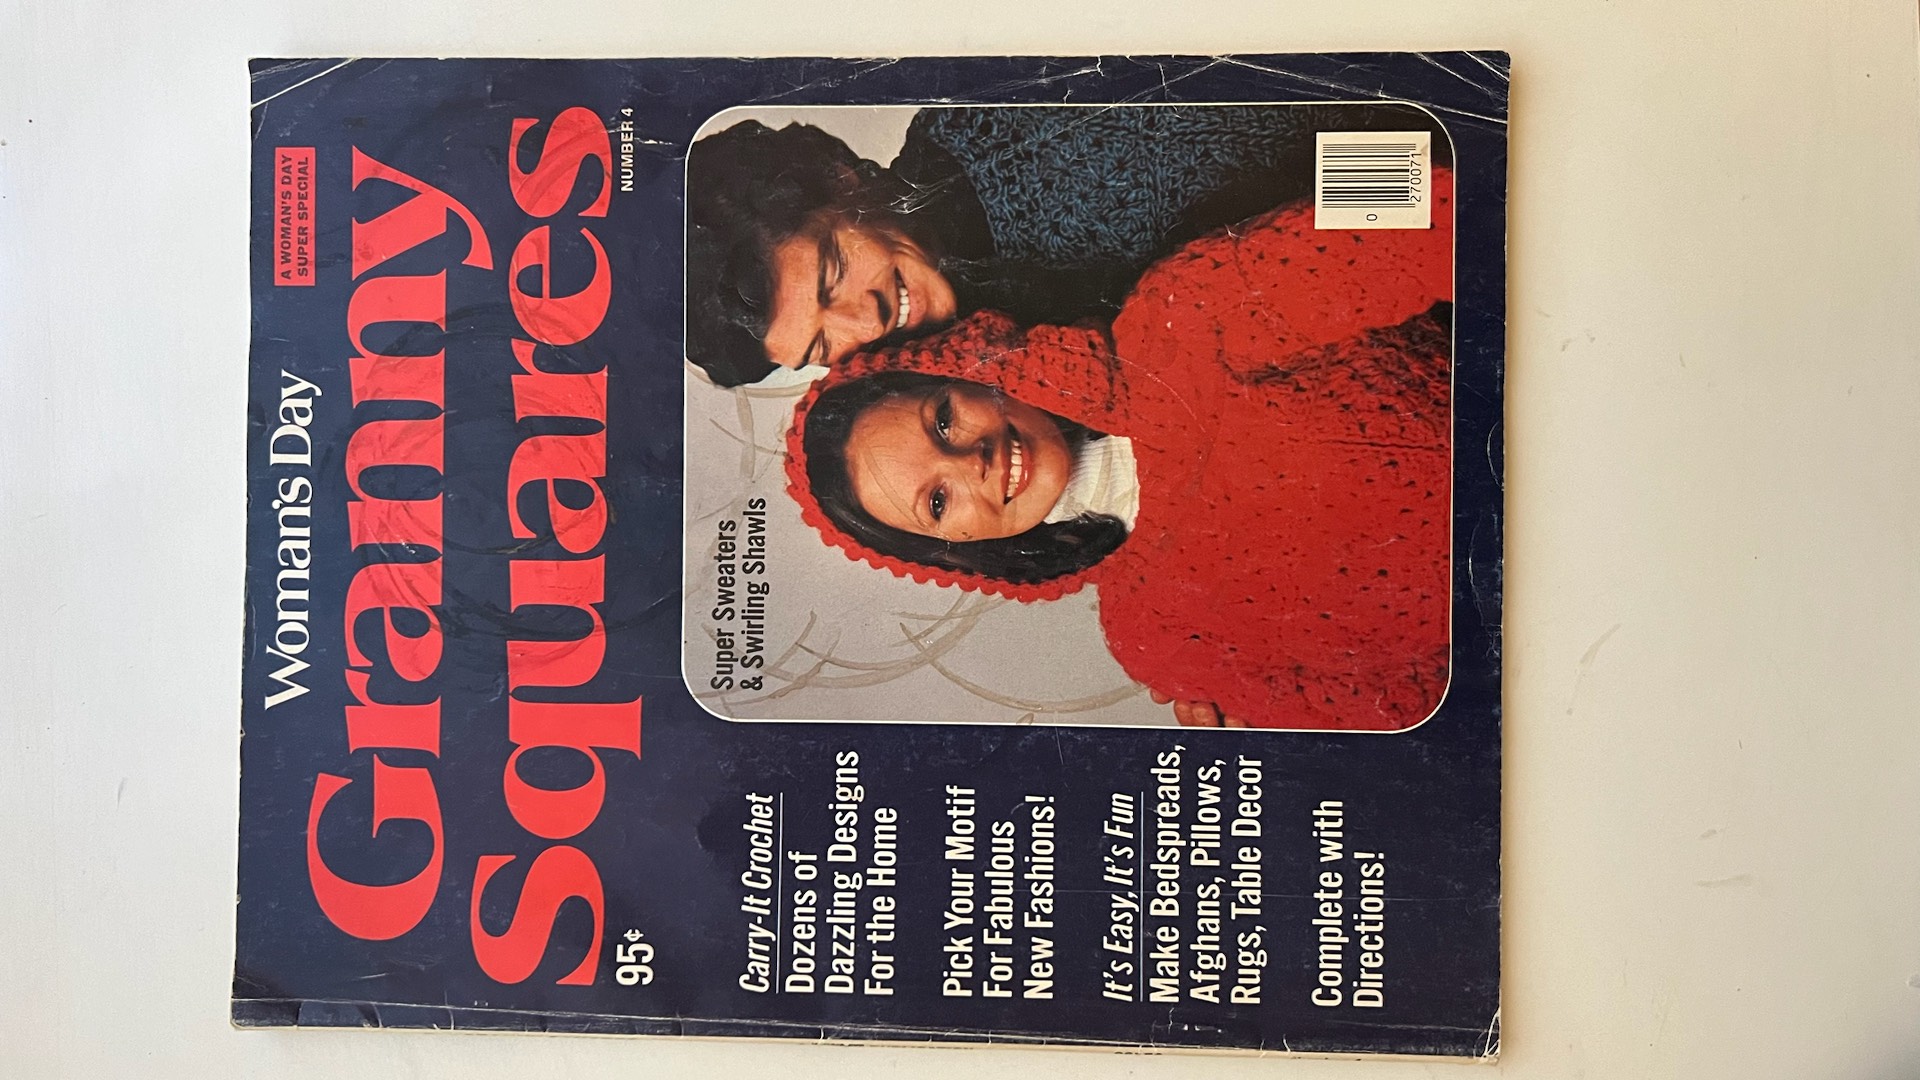 Woman's Day
A WOMAN'S DAY
SUPER SPECIAL
Granny
Squares
95¢
NUMBER 4
Carry-It Crochet
Dozens of
Dazzling Designs
For the Home
Pick Your Motif
For Fabulous
New Fashions!
It's Easy, It's Fun
Make Bedspreads,
Afghans, Pillows,
Rugs, Table Decor
Complete with
Directions!
Super Sweaters
& Swirling Shawls
0
270071